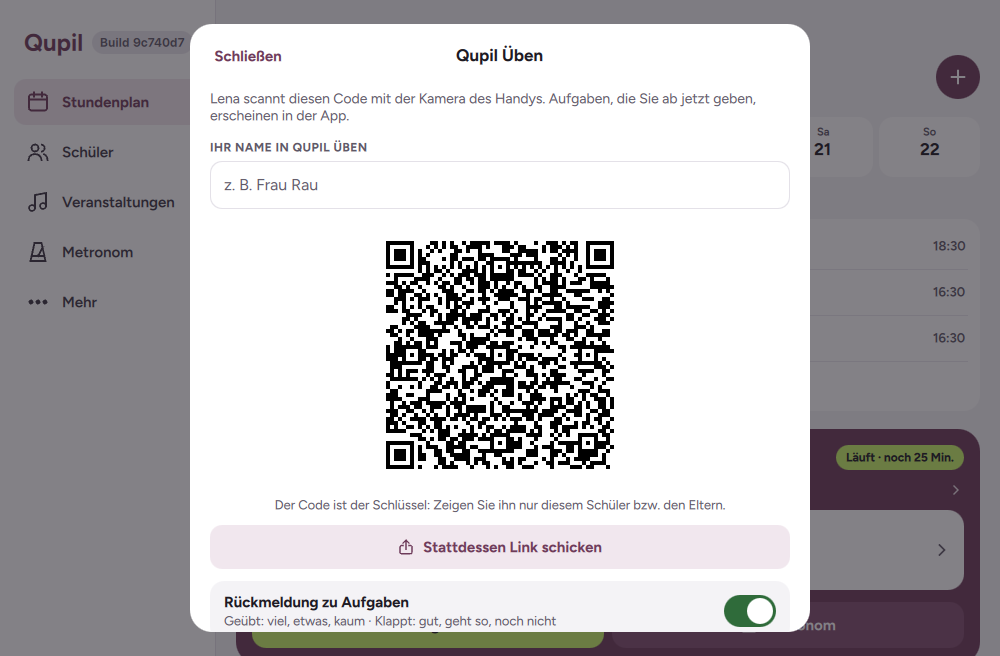 Qupil
Build 9c740d7
Stundenplan
Schüler
Veranstaltungen
Metronom
Mehr
Schließen
Qupil Üben
Lena scannt diesen Code mit der Kamera des Handys. Aufgaben, die Sie ab jetzt geben,
erscheinen in der App.
IHR NAME IN QUPIL ÜBEN
z. B. Frau Rau
Der Code ist der Schlüssel: Zeigen Sie ihn nur diesem Schüler bzw. den Eltern.
Stattdessen Link schicken
Rückmeldung zu Aufgaben
Geübt: viel, etwas, kaum · Klappt: gut, geht so, noch nicht
Sa
21
So
22
18:30
16:30
16:30
Läuft · noch 25 Min.